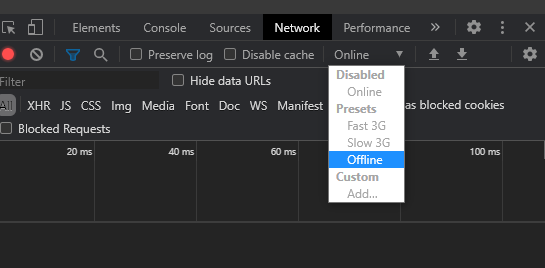 Elements Console Sources Network Performance »
Preserve log Disable cache Online ▼
Filter Hide data URLs
All XHR JS CSS Img Media Font Doc WS Manifest as blocked cookies
Blocked Requests
20 ms 40 ms 60 ms 100 ms
Disabled
Online
Presets
Fast 3G
Slow 3G
Offline
Custom
Add...